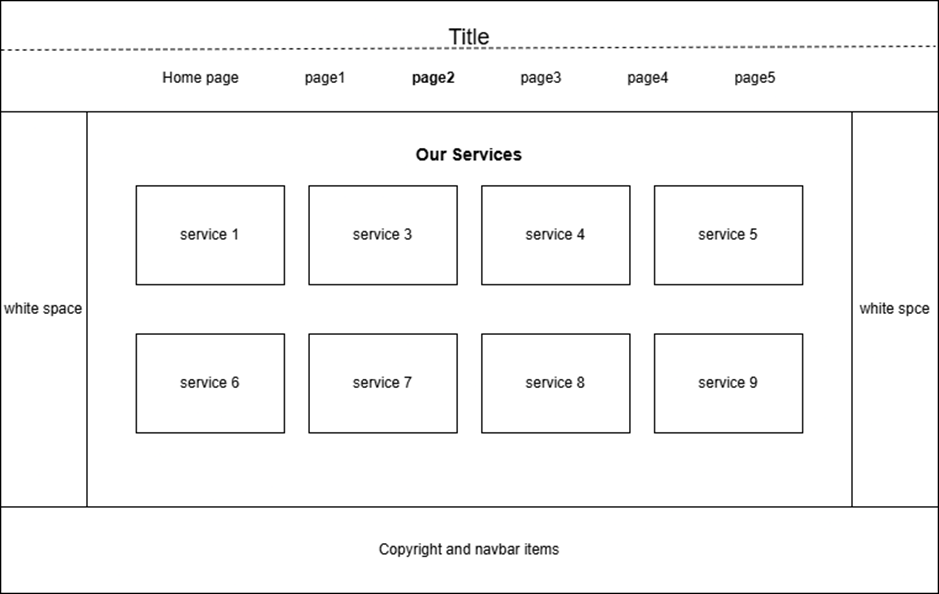 Title
Home page page1 page2 page3 page4 page5
Our Services
service 1 service 3 service 4 service 5
white space
white spce
service 6 service 7 service 8 service 9
Copyright and navbar items